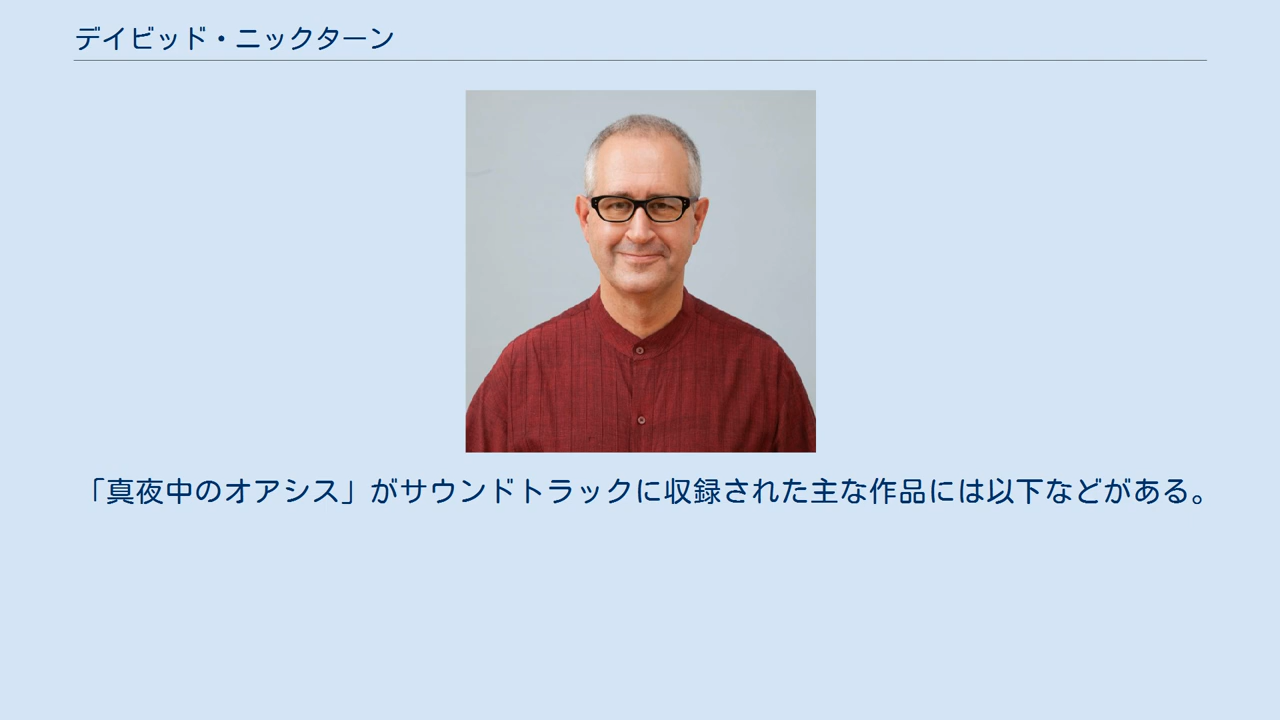 デイビッド・ニックターン
「真夜中のオアシス」がサウンドトラックに収録された主な作品には以下などがある。